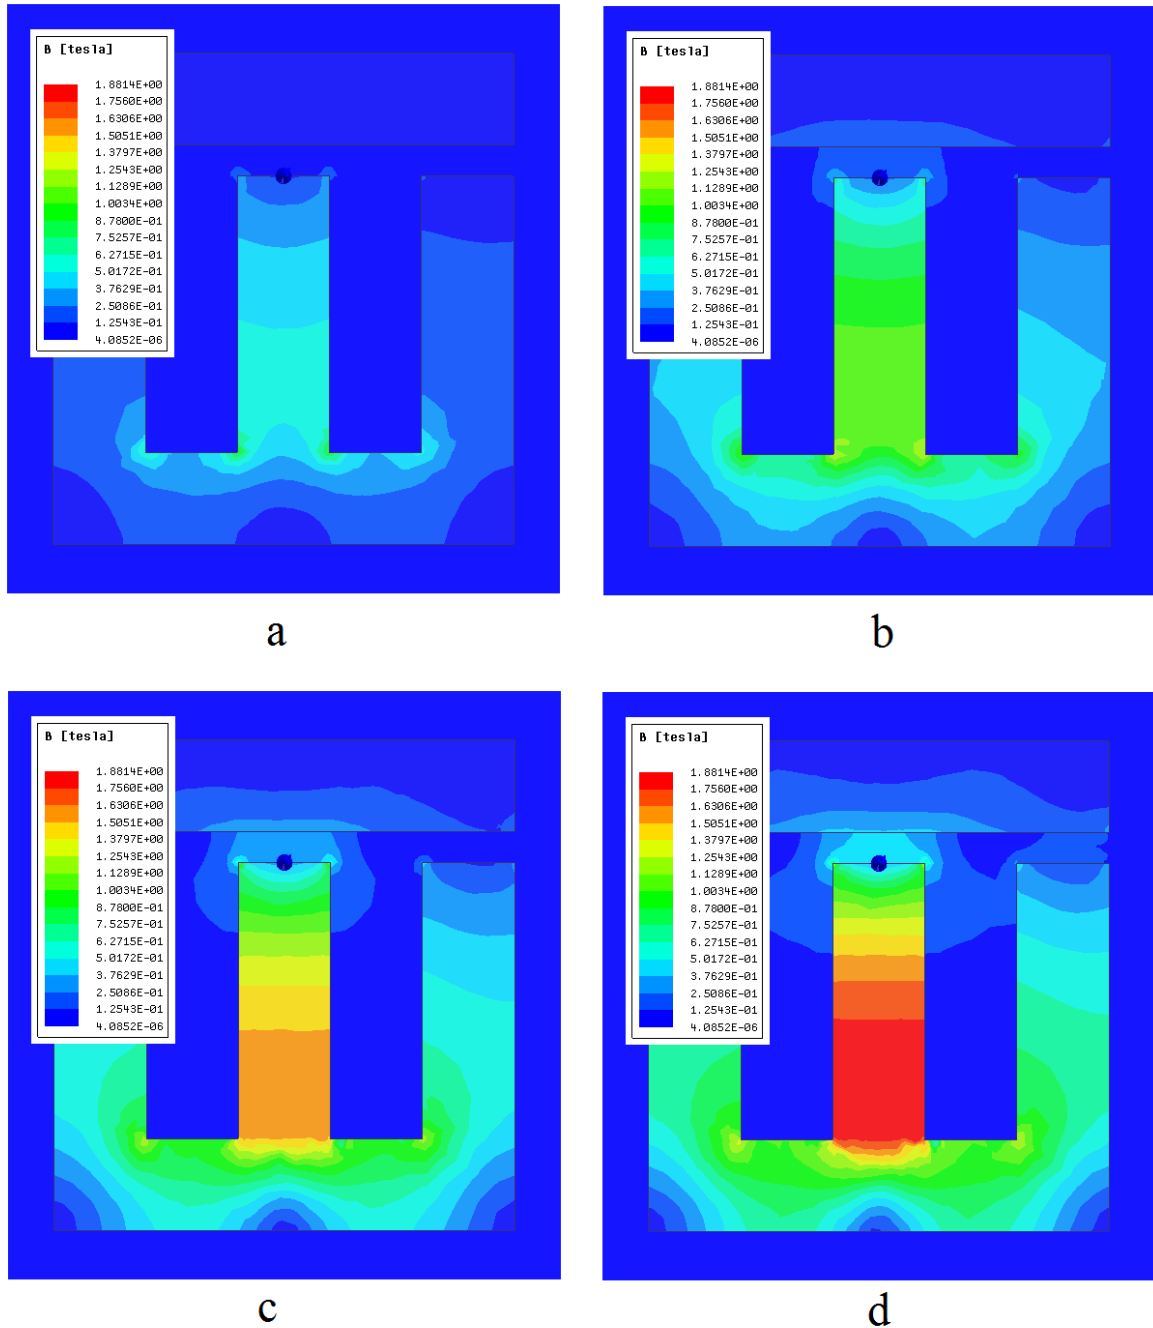 B [tesla]
1.8814E+00
1.7560E+00
1.6306E+00
1.5051E+00
1.3797E+00
1.2543E+00
1.1289E+00
1.0034E+00
8.7800E-01
7.5257E-01
6.2715E-01
5.0172E-01
3.7629E-01
2.5086E-01
1.2543E-01
4.0852E-06
a
B [tesla]
1.8814E+00
1.7560E+00
1.6306E+00
1.5051E+00
1.3797E+00
1.2543E+00
1.1289E+00
1.0034E+00
8.7800E-01
7.5257E-01
6.2715E-01
5.0172E-01
3.7629E-01
2.5086E-01
1.2543E-01
4.0852E-06
b
B [tesla]
1.8814E+00
1.7560E+00
1.6306E+00
1.5051E+00
1.3797E+00
1.2543E+00
1.1289E+00
1.0034E+00
8.7800E-01
7.5257E-01
6.2715E-01
5.0172E-01
3.7629E-01
2.5086E-01
1.2543E-01
4.0852E-06
c
B [tesla]
1.8814E+00
1.7560E+00
1.6306E+00
1.5051E+00
1.3797E+00
1.2543E+00
1.1289E+00
1.0034E+00
8.7800E-01
7.5257E-01
6.2715E-01
5.0172E-01
3.7629E-01
2.5086E-01
1.2543E-01
4.0852E-06
d